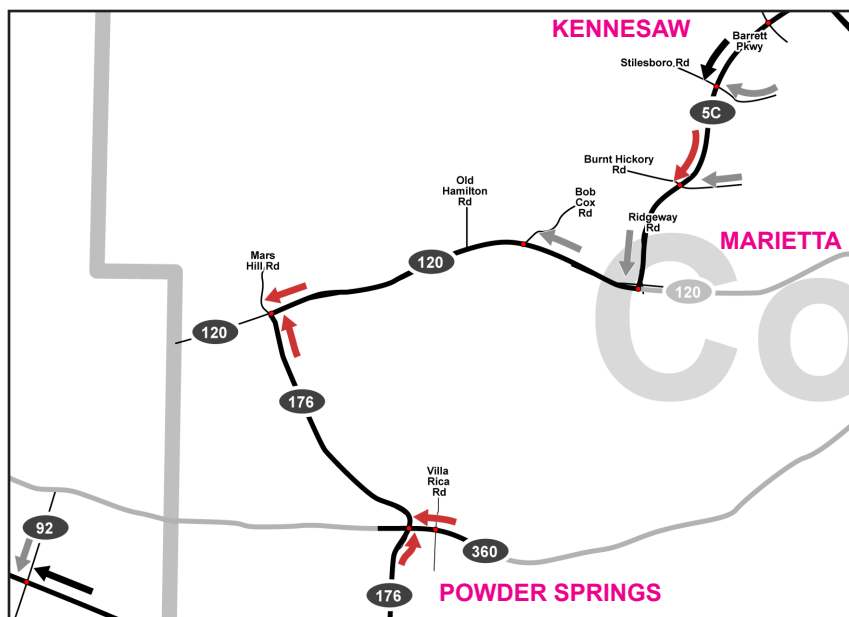 KENNESAW
Barrett
Pkwy
Stilesboro Rd
5C
Burnt Hickory
Rd
Old
Hamilton
Rd
Bob
Cox
Rd
Ridgeway
Rd
MARIETTA
Mars
Hill Rd
120
120
120
Co
176
Villa
Rica
Rd
92
360
176
POWDER SPRINGS